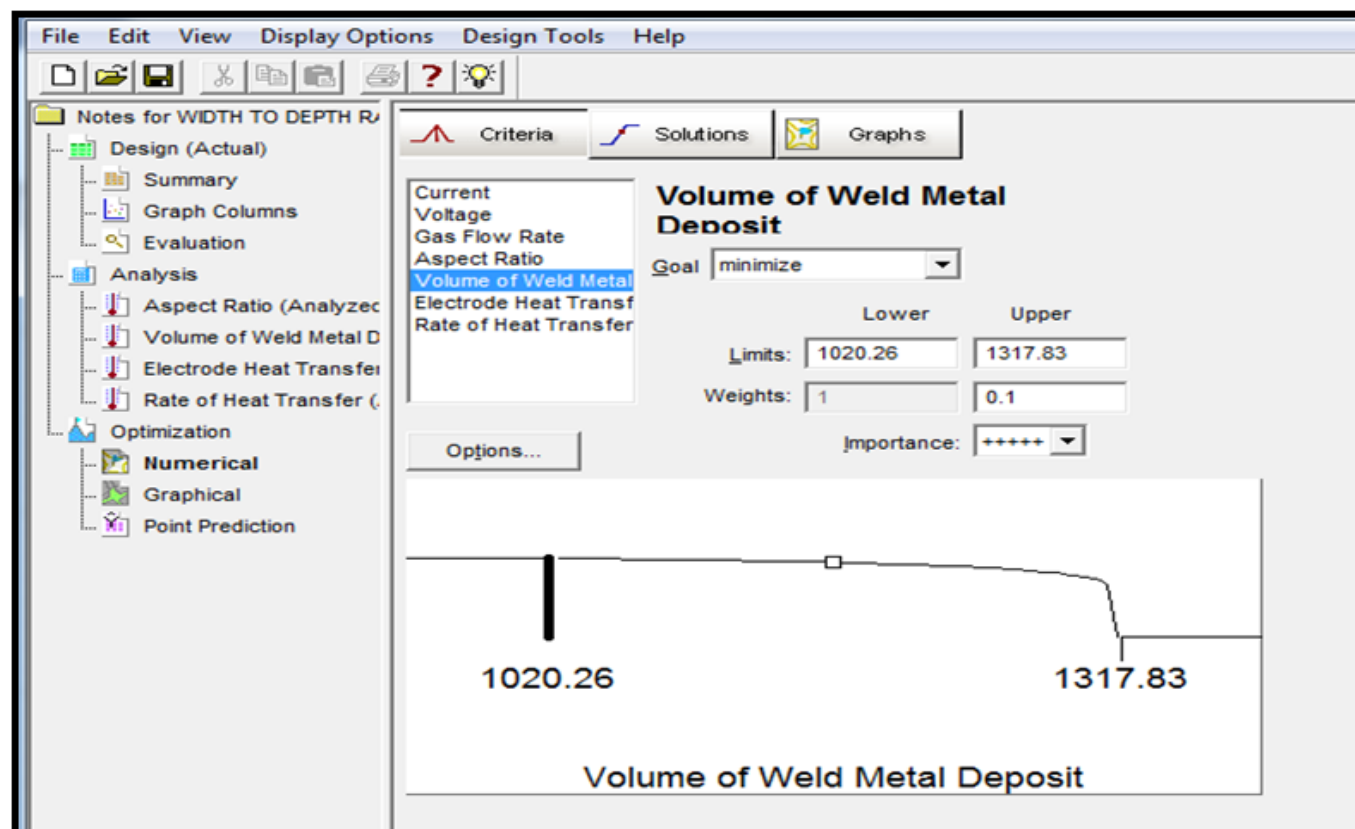 File Edit View Display Options Design Tools Help
Notes for WIDTH TO DEPTH RA
Design (Actual)
Summary
Graph Columns
Evaluation
Analysis
Aspect Ratio (Analyzed
Volume of Weld Metal D
Electrode Heat Transfer
Rate of Heat Transfer (
Optimization
Numerical
Graphical
Point Prediction
Criteria Solutions Graphs
Current
Voltage
Gas Flow Rate
Aspect Ratio
Volume of Weld Metal
Electrode Heat Transf
Rate of Heat Transfer
Options...
Volume of Weld Metal
Deposit
Goal minimize
Lower Upper
Limits: 1020.26 1317.83
Weights: 1 0.1
Importance: +++++
1020.26 1317.83
Volume of Weld Metal Deposit